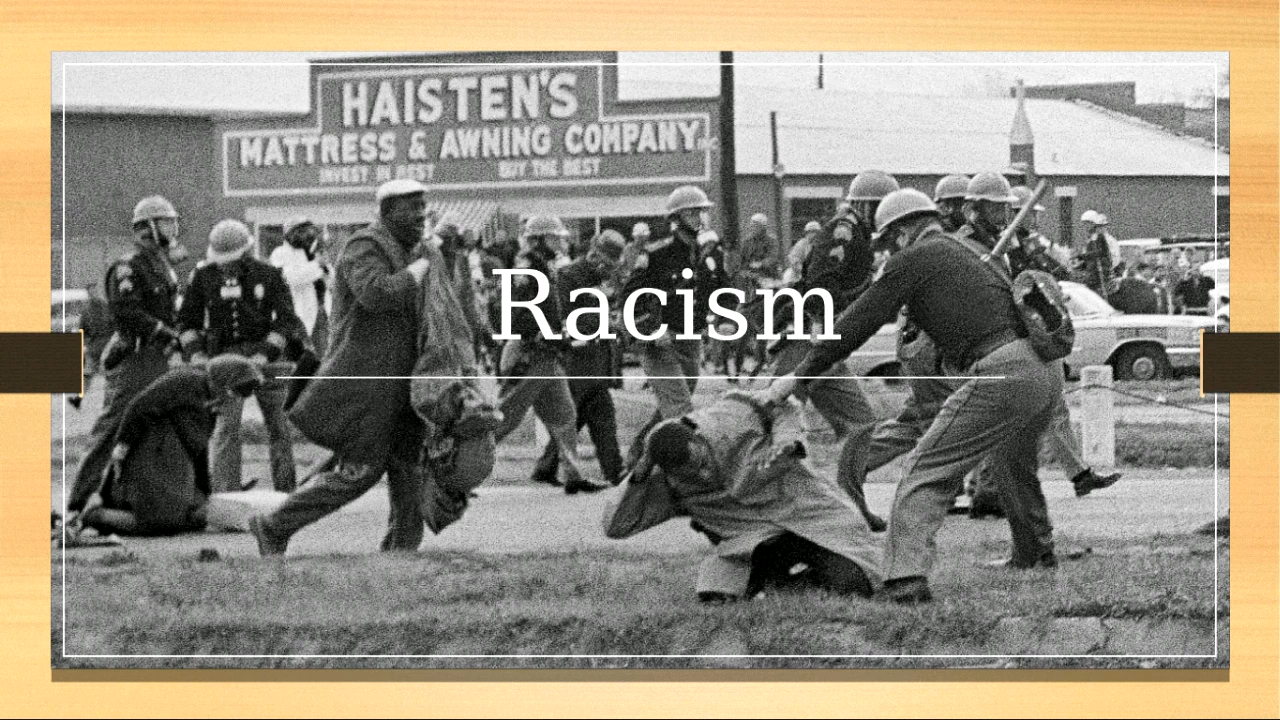 HAISTEN'S
MATTRESS & AWNING COMPANY
INVEST IN REST BUY THE BEST
Racism